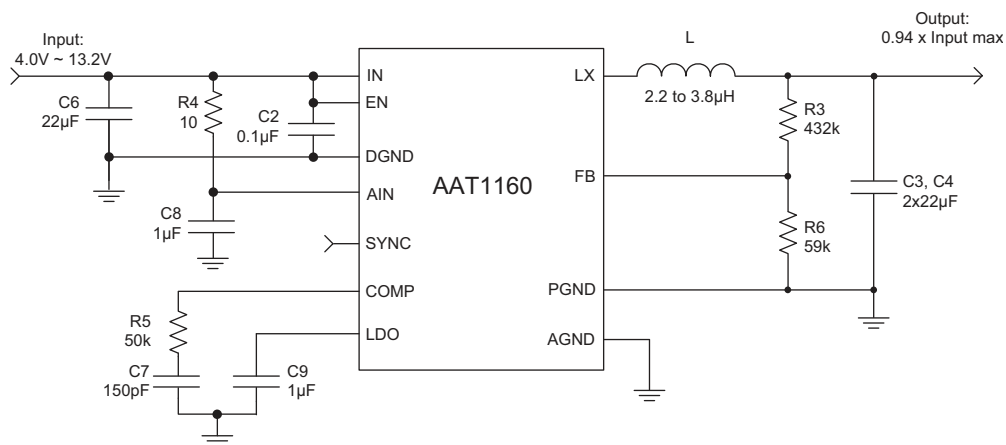 Input:
4.0V ~ 13.2V
Output:
0.94 x Input max
L
2.2 to 3.8µH
C6
22µF
R4
10
C2
0.1µF
C8
1µF
IN
EN
DGND
AIN
SYNC
COMP
LDO
AAT1160
LX
FB
PGND
AGND
R3
432k
R6
59k
C3, C4
2x22µF
R5
50k
C7
150pF
C9
1µF